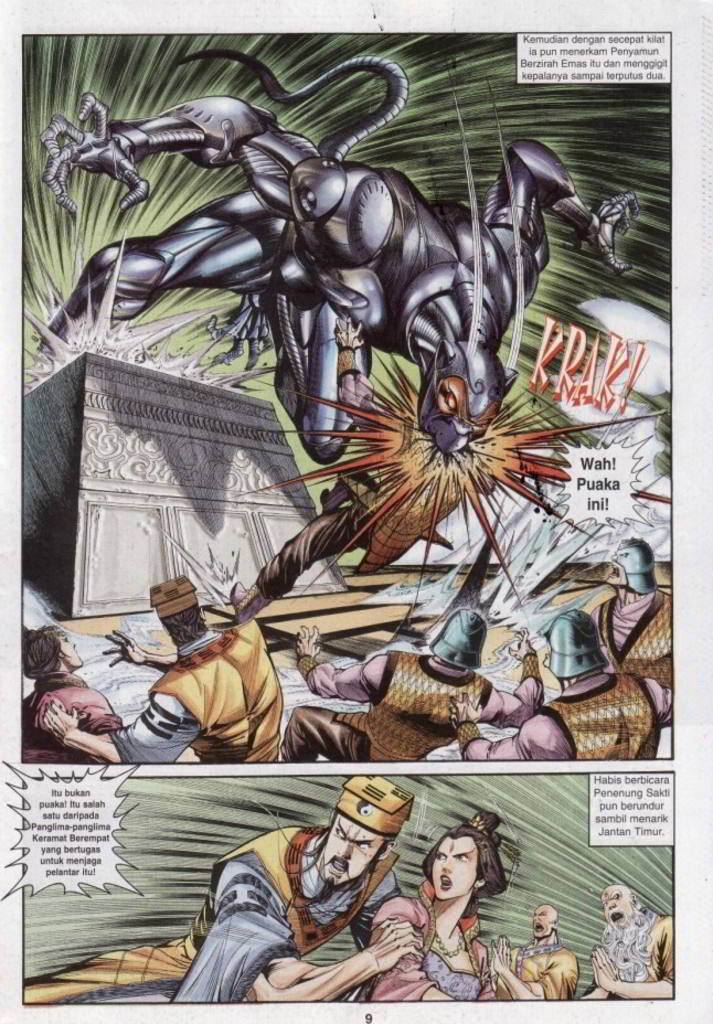 Kemudian dengan secepat kilat
ia pun menerkam Penyamun
Berzirah Emas itu dan menggigit
kepalanya sampai terputus dua.
KRAK!
Wah!
Puaka
ini!
Itu bukan
puaka! Itu salah
satu daripada
Panglima-panglima
Keramat Berempat
yang bertugas
untuk menjaga
pelantar itu!
Habis berbicara
Penenung Sakti
pun berundur
sambil menarik
Jantan Timur.
9